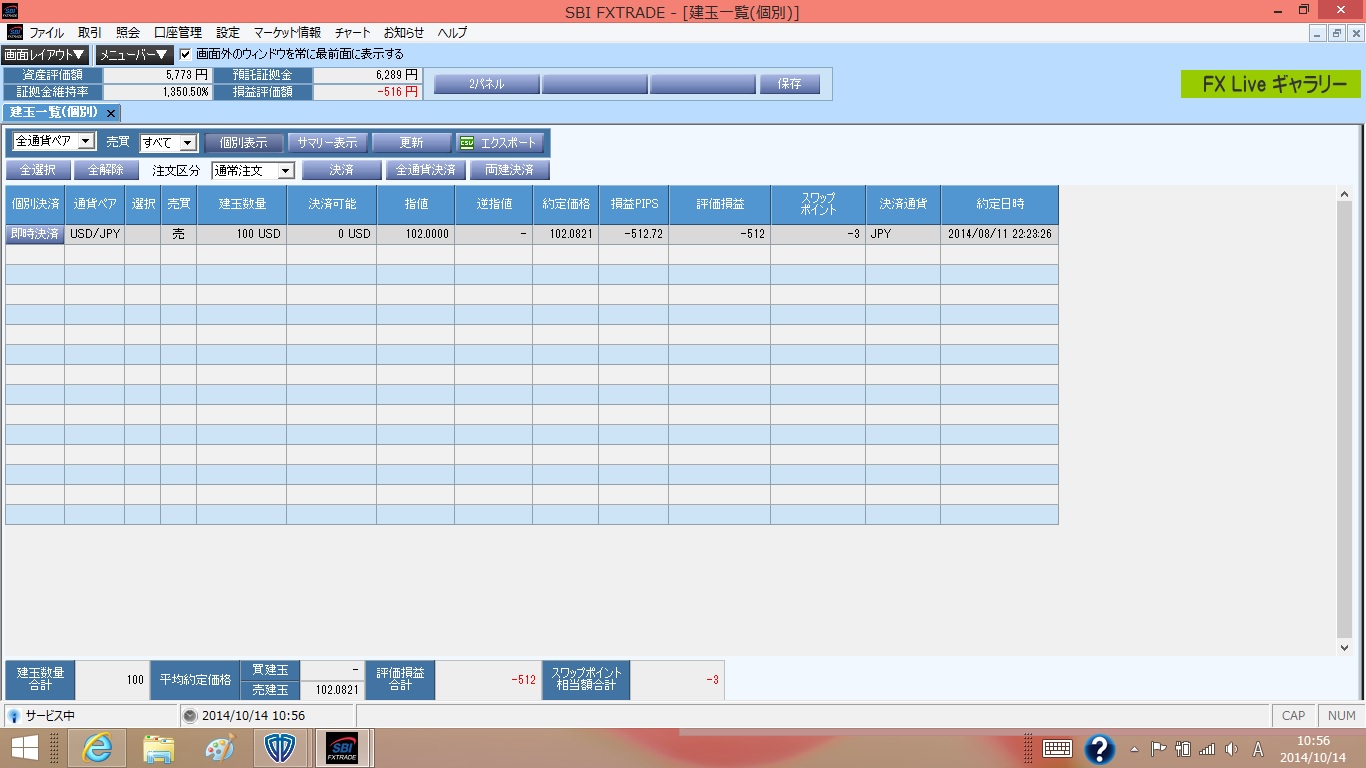 SBI FXTRADE - [建玉一覧(個別)]
ファイル 取引 照会 口座管理 設定 マーケット情報 チャート お知らせ ヘルプ
画面レイアウト▼ メニューバー▼ 画面外のウィンドウを常に最前面に表示する
資産評価額 5,773 円 預託証拠金 6,289 円
証拠金維持率 1,350.50% 損益評価額 -516 円
2パネル 保存
FX Live ギャラリー
建玉一覧(個別) ×
全通貨ペア 売買 すべて 個別表示 サマリー表示 更新 CSV エクスポート
全選択 全解除 注文区分 通常注文 決済 全通貨決済 両建決済
個別決済 通貨ペア 選択 売買 建玉数量 決済可能 指値 逆指値 約定価格 損益PIPS 評価損益 スワップ
ポイント 決済通貨 約定日時
即時決済 USD/JPY 売 100 USD 0 USD 102.0000 - 102.0821 -512.72 -512 -3 JPY 2014/08/11 22:23:26
建玉数量
合計 100 平均約定価格 買建玉 -
売建玉 102.0821
評価損益
合計 -512 スワップポイント
相当額合計 -3
サービス中 2014/10/14 10:56 CAP NUM
SBI
FXTRADE
A 10:56
2014/10/14